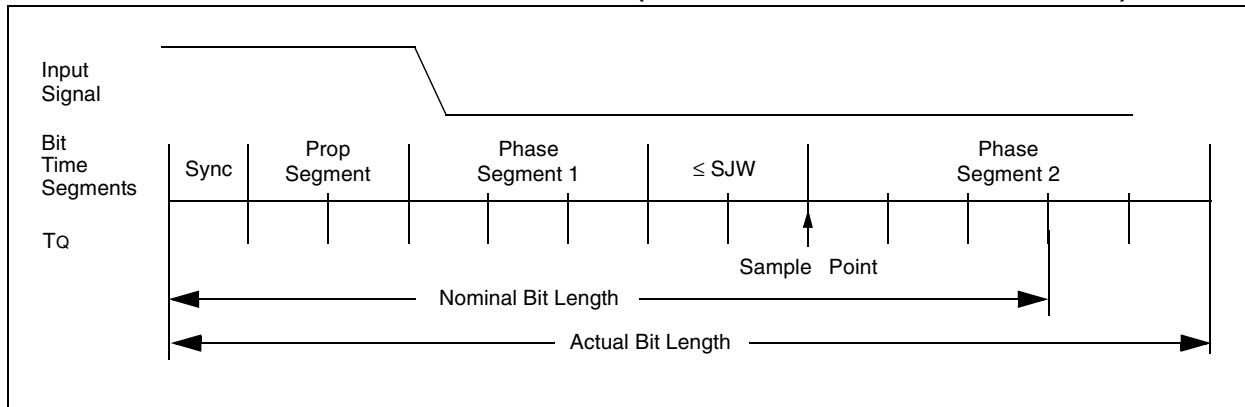 Input
Signal
Bit
Time
Segments
Sync
Prop
Segment
Phase
Segment 1
≤ SJW
Phase
Segment 2
TQ
Sample Point
Nominal Bit Length
Actual Bit Length